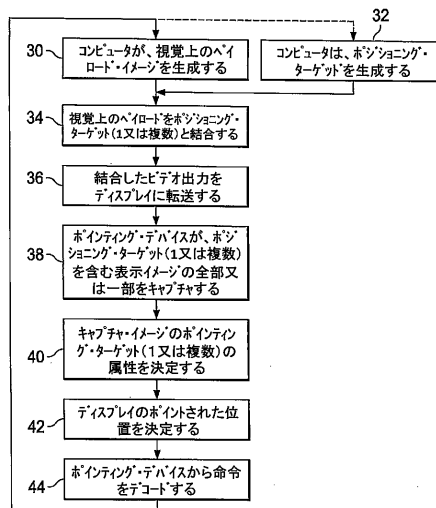 30
コンピュータが、視覚上のペイ
ロード・イメージを生成する
32
コンピュータは、ポジショニング・
ターゲットを生成する
34
視覚上のペイロードをポジショニング・
ターゲット(1又は複数)と結合する
36
結合したビデオ出力を
ディスプレイに転送する
38
ポインティング・デバイスが、ポジ
ショニング・ターゲット(1又は複数)
を含む表示イメージの全部又
は一部をキャプチャする
40
キャプチャ・イメージのポインティ
ング・ターゲット(1又は複数)の
属性を決定する
42
ディスプレイのポイントされた位
置を決定する
44
ポインティング・デバイスから命令
をデコードする